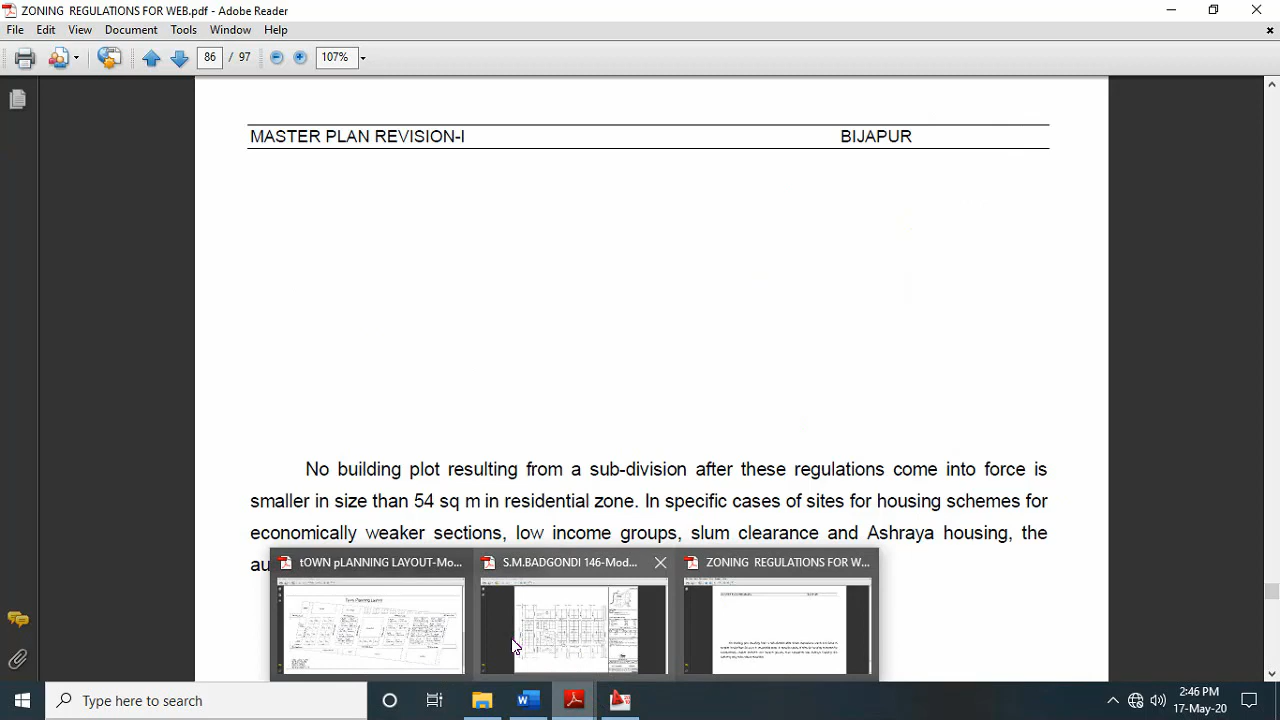 ZONING REGULATIONS FOR WEB.pdf - Adobe Reader
File Edit View Document Tools Window Help
86 / 97 107%
MASTER PLAN REVISION-I BIJAPUR
No building plot resulting from a sub-division after these regulations come into force is
smaller in size than 54 sq m in residential zone. In specific cases of sites for housing schemes for
economically weaker sections, low income groups, slum clearance and Ashraya housing, the
au
tOWN pLANNING LAYOUT-Mo... S.M.BADGONDI 146-Mod... ZONING REGULATIONS FOR W...
Type here to search
2:46 PM
17-May-20